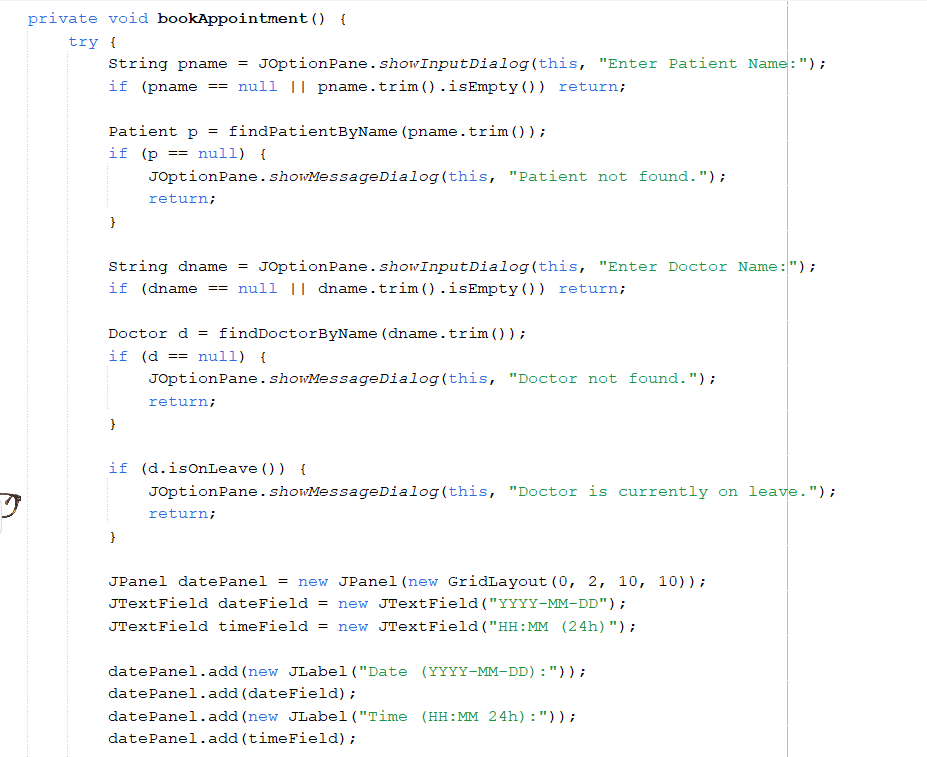 private void bookAppointment() {
    try {
        String pname = JOptionPane.showInputDialog(this, "Enter Patient Name:");
        if (pname == null || pname.trim().isEmpty()) return;

        Patient p = findPatientByName(pname.trim());
        if (p == null) {
            JOptionPane.showMessageDialog(this, "Patient not found.");
            return;
        }

        String dname = JOptionPane.showInputDialog(this, "Enter Doctor Name:");
        if (dname == null || dname.trim().isEmpty()) return;

        Doctor d = findDoctorByName(dname.trim());
        if (d == null) {
            JOptionPane.showMessageDialog(this, "Doctor not found.");
            return;
        }

        if (d.isOnLeave()) {
            JOptionPane.showMessageDialog(this, "Doctor is currently on leave.");
            return;
        }

        JPanel datePanel = new JPanel(new GridLayout(0, 2, 10, 10));
        JTextField dateField = new JTextField("YYYY-MM-DD");
        JTextField timeField = new JTextField("HH:MM (24h)");

        datePanel.add(new JLabel("Date (YYYY-MM-DD):"));
        datePanel.add(dateField);
        datePanel.add(new JLabel("Time (HH:MM 24h):"));
        datePanel.add(timeField);